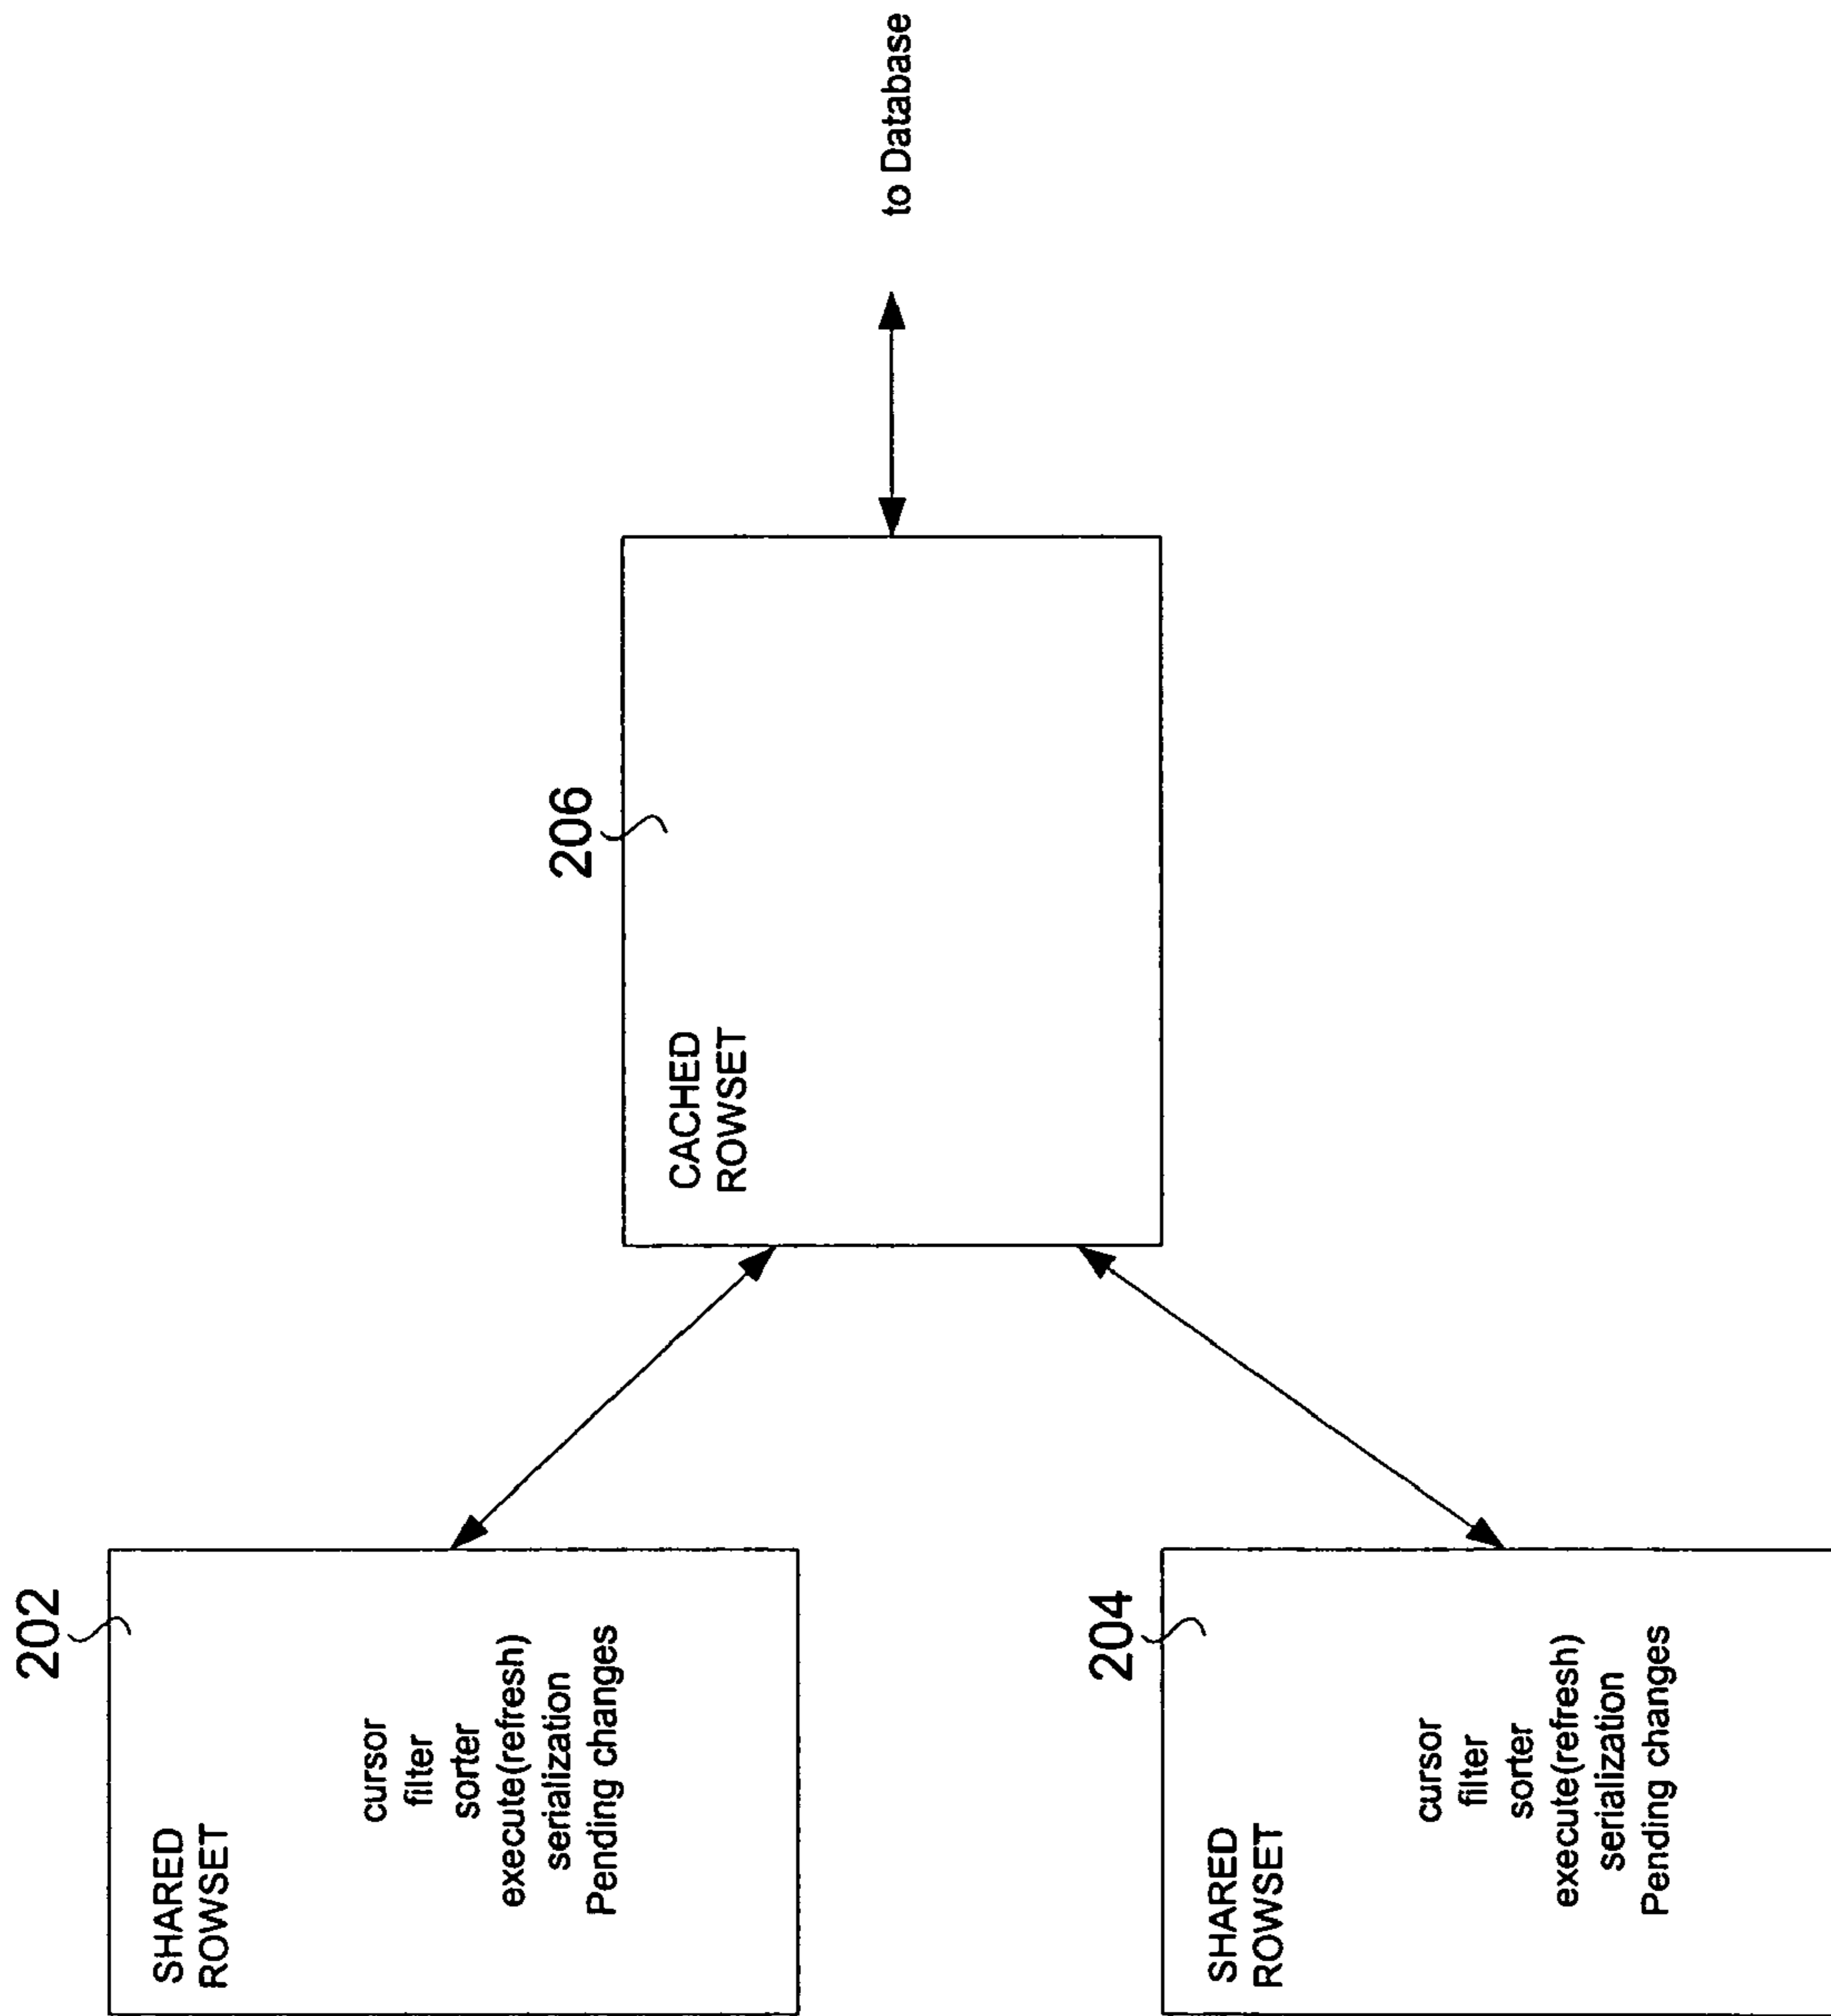 202
SHARED
ROWSET
cursor
filter
sorter
execute(refresh)
serialization
Pending changes
206
CACHED
ROWSET
to Database
204
SHARED
ROWSET
cursor
filter
sorter
execute(refresh)
serialization
Pending changes